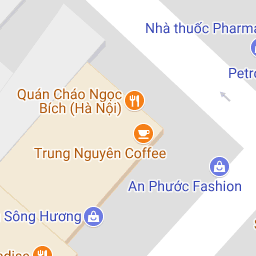 Nhà thuốc Pharma
Petro
Quán Cháo Ngọc
Bích (Hà Nội)
Trung Nguyên Coffee
An Phước Fashion
Sông Hương